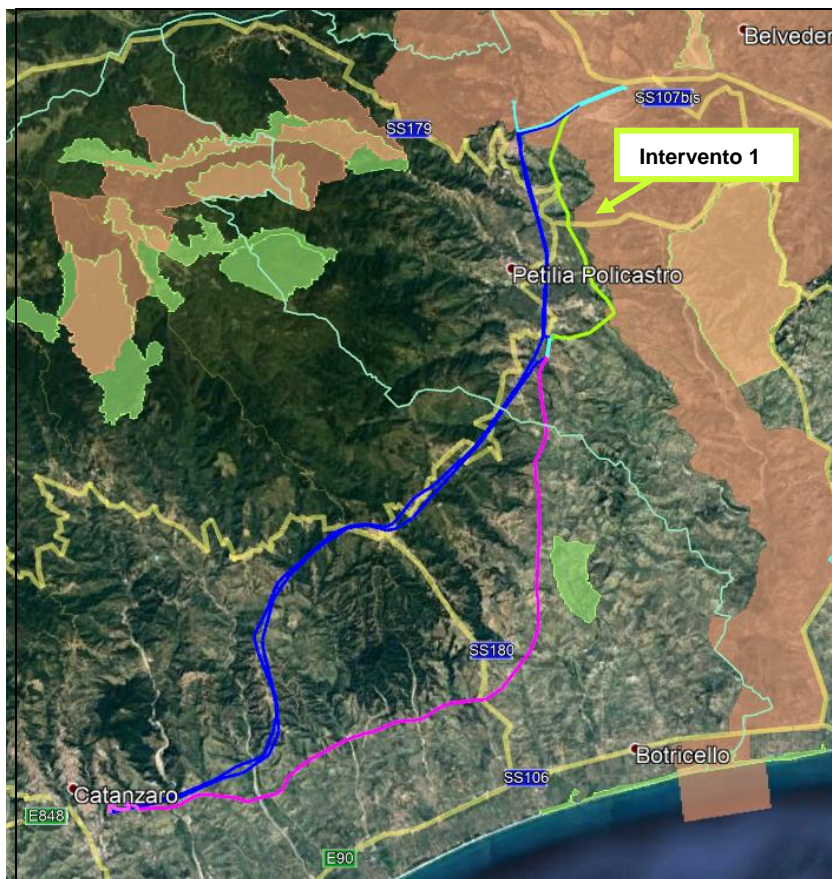 Belveder
SS107bis
SS179
Intervento 1
Petilia Policastro
SS180
Botricello
SS106
Catanzaro
E848
E90